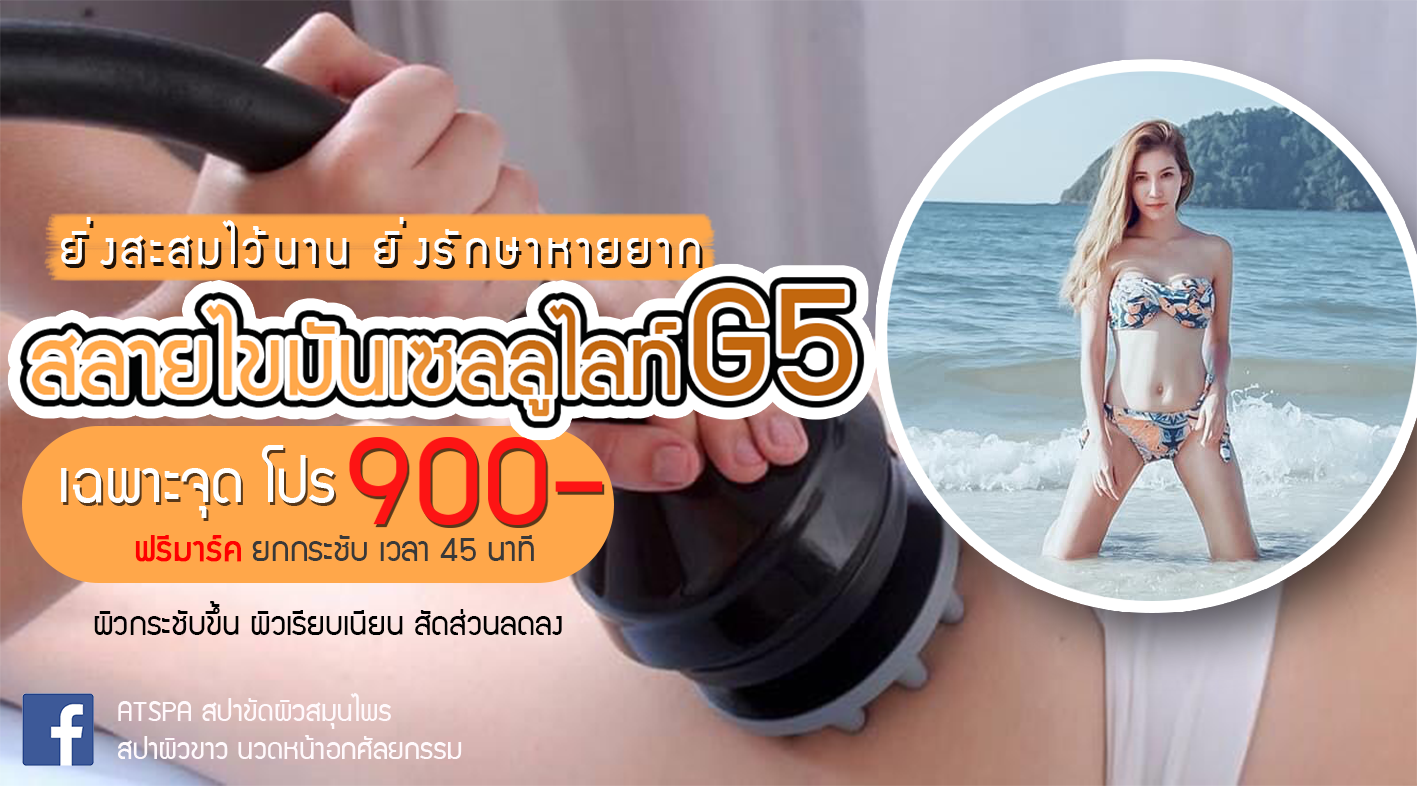 ยิ่งสะสมไว้นาน ยิ่งรักษาหายยาก
สลายไขมันเซลลูไลท์G5
เฉพาะจุด โปร 900-
ฟรีมาร์ค ยกกระชับ เวลา 45 นาที
ผิวกระชับขึ้น ผิวเรียบเนียน สัดส่วนลดลง
f
ATSPA สปาขัดผิวสมุนไพร
สปาผิวขาว นวดหน้าอกศัลยกรรม